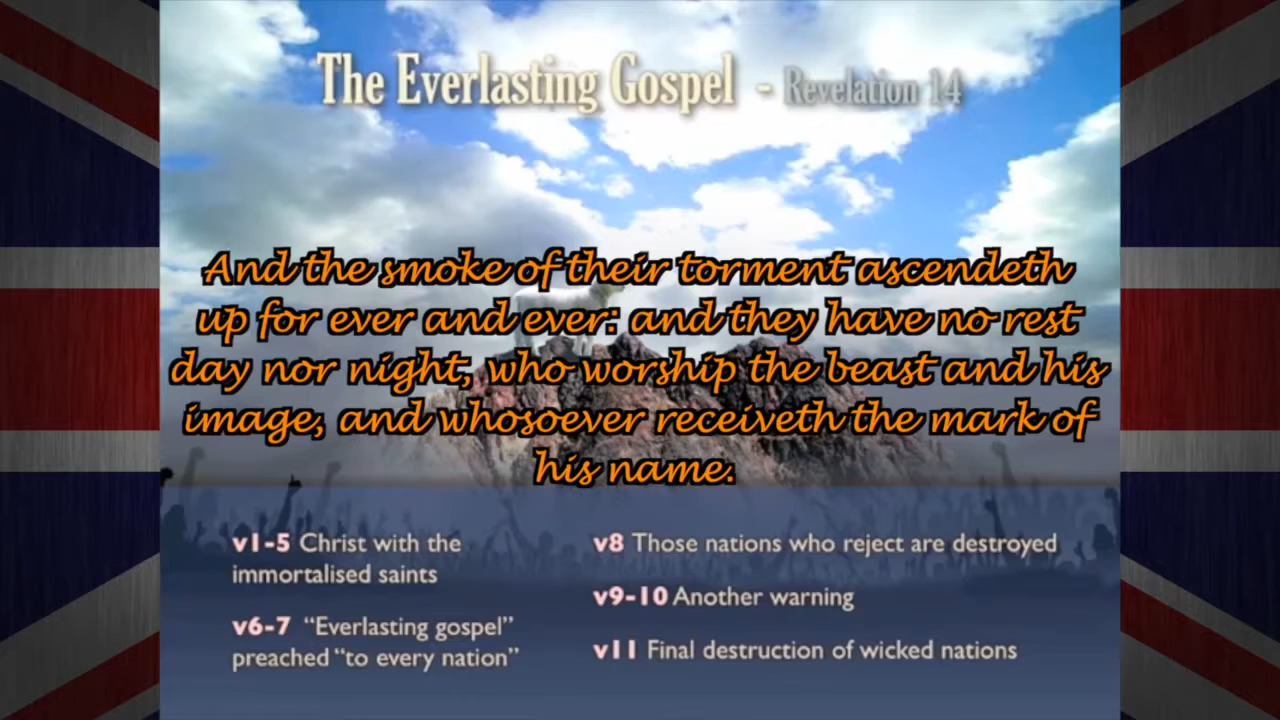 The Everlasting Gospel - Revelation 14
And the smoke of their torment ascendeth
up for ever and ever: and they have no rest
day nor night, who worship the beast and his
image, and whosoever receiveth the mark of
his name.
v1-5 Christ with the
immortalised saints
v6-7 “Everlasting gospel”
preached “to every nation”
v8 Those nations who reject are destroyed
v9-10 Another warning
v11 Final destruction of wicked nations